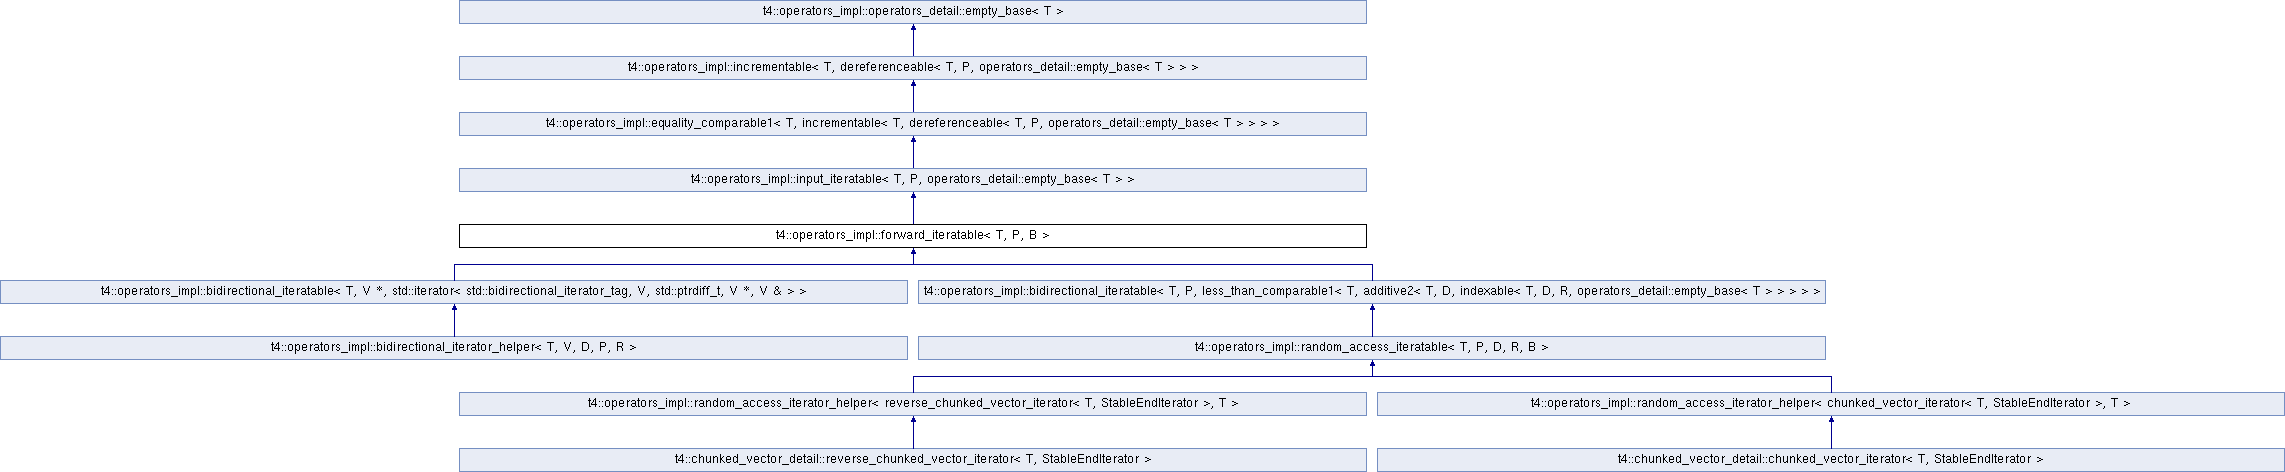 t4::operators_impl::operators_detail::empty_base< T >
t4::operators_impl::incrementable< T, dereferenceable< T, P, operators_detail::empty_base< T > > >
t4::operators_impl::equality_comparable1< T, incrementable< T, dereferenceable< T, P, operators_detail::empty_base< T > > > >
t4::operators_impl::input_iteratable< T, P, operators_detail::empty_base< T > >
t4::operators_impl::forward_iteratable< T, P, B >
t4::operators_impl::bidirectional_iteratable< T, V *, std::iterator< std::bidirectional_iterator_tag, V, std::ptrdiff_t, V *, V & > >
t4::operators_impl::bidirectional_iteratable< T, P, less_than_comparable1< T, additive2< T, D, indexable< T, D, R, operators_detail::empty_base< T > > > > >
t4::operators_impl::bidirectional_iterator_helper< T, V, D, P, R >
t4::operators_impl::random_access_iteratable< T, P, D, R, B >
t4::operators_impl::random_access_iterator_helper< reverse_chunked_vector_iterator< T, StableEndIterator >, T >
t4::operators_impl::random_access_iterator_helper< chunked_vector_iterator< T, StableEndIterator >, T >
t4::chunked_vector_detail::reverse_chunked_vector_iterator< T, StableEndIterator >
t4::chunked_vector_detail::chunked_vector_iterator< T, StableEndIterator >